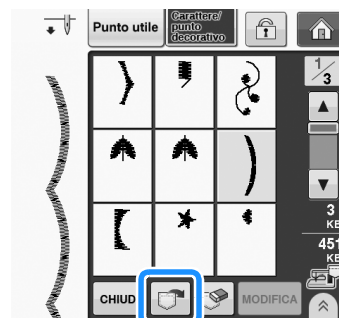 Punto utile
Carattere/
punto
decorativo
1/3
3
KB
451
KB
CHIUD
MODIFICA